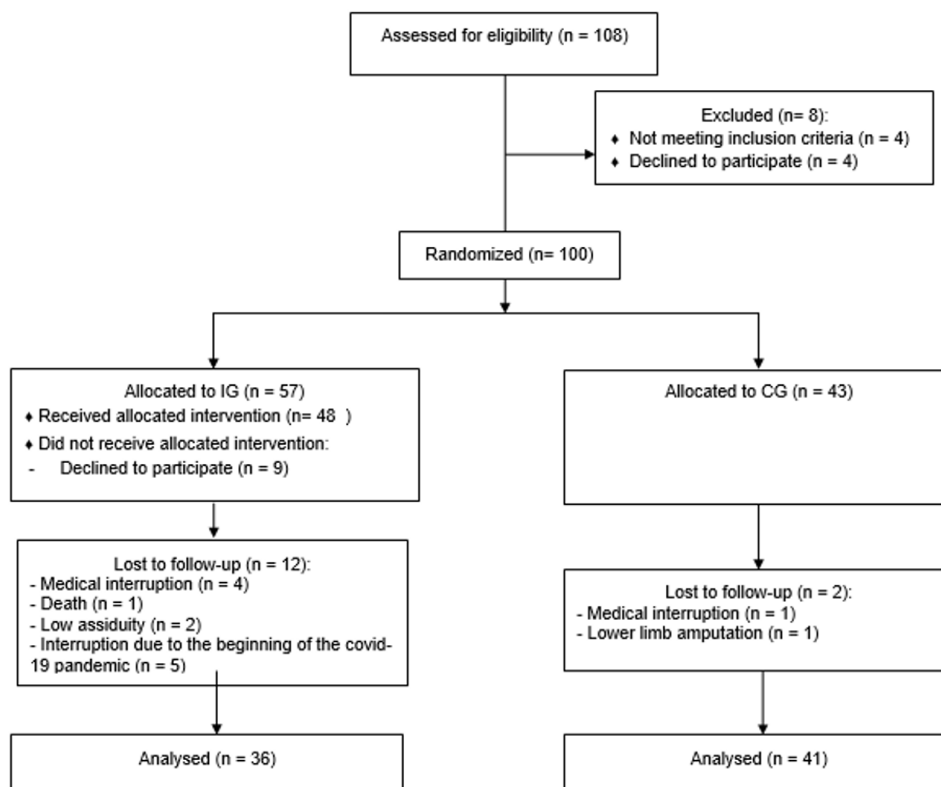 Assessed for eligibility (n = 108)
Excluded (n= 8):
♦ Not meeting inclusion criteria (n = 4)
♦ Declined to participate (n = 4)
Randomized (n= 100)
Allocated to IG (n = 57)
♦ Received allocated intervention (n= 48 )
♦ Did not receive allocated intervention:
- Declined to participate (n = 9)
Allocated to CG (n = 43)
Lost to follow-up (n = 12):
- Medical interruption (n = 4)
- Death (n = 1)
- Low assiduity (n = 2)
- Interruption due to the beginning of the covid-
19 pandemic (n = 5)
Lost to follow-up (n = 2):
- Medical interruption (n = 1)
- Lower limb amputation (n = 1)
Analysed (n = 36)
Analysed (n = 41)